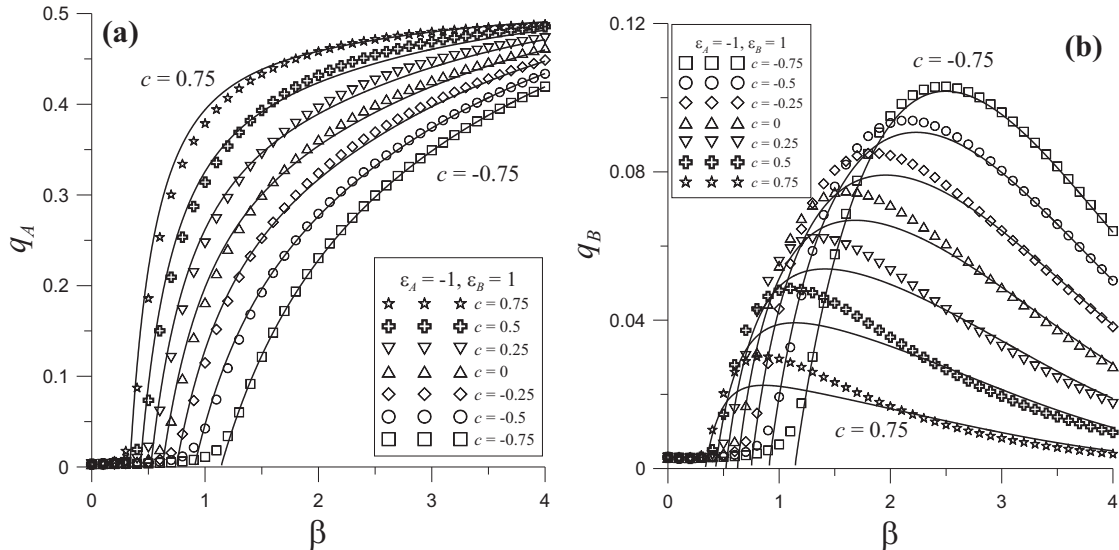 (a)
0.5
0.4
0.3
0.2
0.1
0
q_A
c = 0.75
c = -0.75
ε_A = -1, ε_B = 1
c = 0.75
c = 0.5
c = 0.25
c = 0
c = -0.25
c = -0.5
c = -0.75
0 1 2 3 4
β
(b)
0.12
0.08
0.04
0
q_B
ε_A = -1, ε_B = 1
c = -0.75
c = -0.5
c = -0.25
c = 0
c = 0.25
c = 0.5
c = 0.75
c = -0.75
c = 0.75
0 1 2 3 4
β